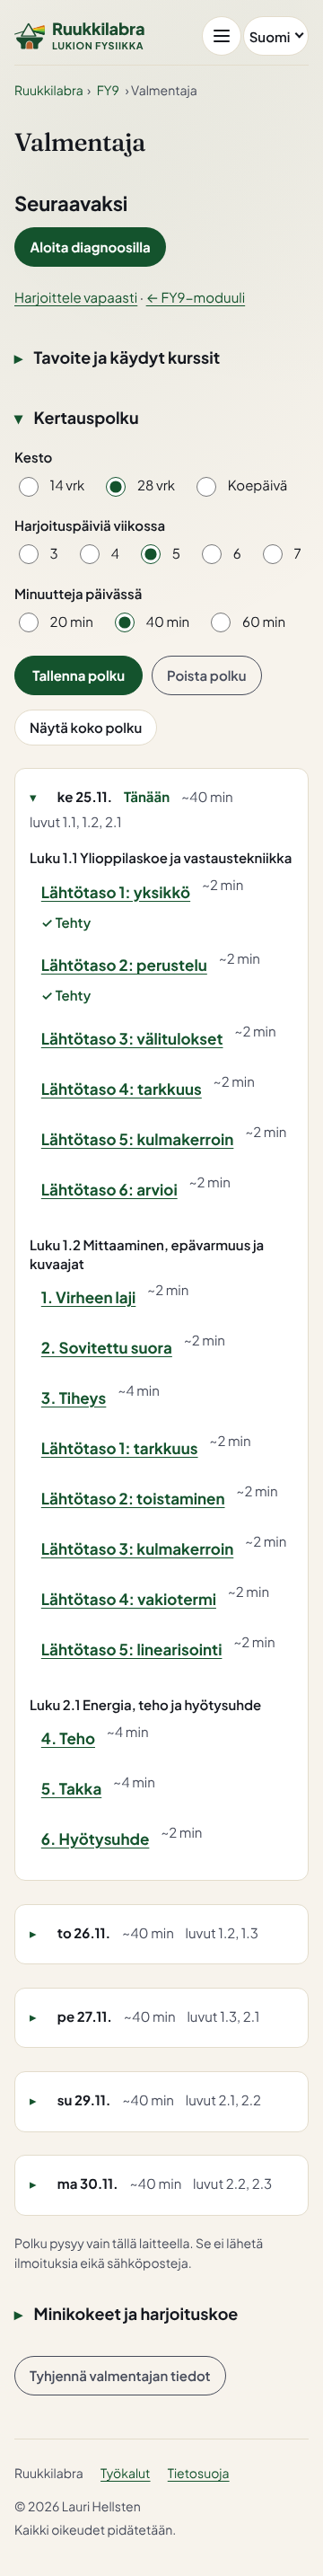 Ruukkilabra
LUKION FYSIIKKA
Suomi
Ruukkilabra › FY9 › Valmentaja
Valmentaja
Seuraavaksi
Aloita diagnoosilla
Harjoittele vapaasti · ← FY9-moduuli
▸ Tavoite ja käydyt kurssit
▾ Kertauspolku
Kesto
14 vrk 28 vrk Koepäivä
Harjoituspäiviä viikossa
3 4 5 6 7
Minuutteja päivässä
20 min 40 min 60 min
Tallenna polku Poista polku
Näytä koko polku
▾ ke 25.11. Tänään ~40 min
luvut 1.1, 1.2, 2.1
Luku 1.1 Ylioppilaskoe ja vastaustekniikka
Lähtötaso 1: yksikkö ~2 min
✓ Tehty
Lähtötaso 2: perustelu ~2 min
✓ Tehty
Lähtötaso 3: välitulokset ~2 min
Lähtötaso 4: tarkkuus ~2 min
Lähtötaso 5: kulmakerroin ~2 min
Lähtötaso 6: arvioi ~2 min
Luku 1.2 Mittaaminen, epävarmuus ja
kuvaajat
1. Virheen laji ~2 min
2. Sovitettu suora ~2 min
3. Tiheys ~4 min
Lähtötaso 1: tarkkuus ~2 min
Lähtötaso 2: toistaminen ~2 min
Lähtötaso 3: kulmakerroin ~2 min
Lähtötaso 4: vakiotermi ~2 min
Lähtötaso 5: linearisointi ~2 min
Luku 2.1 Energia, teho ja hyötysuhde
4. Teho ~4 min
5. Takka ~4 min
6. Hyötysuhde ~2 min
▸ to 26.11. ~40 min luvut 1.2, 1.3
▸ pe 27.11. ~40 min luvut 1.3, 2.1
▸ su 29.11. ~40 min luvut 2.1, 2.2
▸ ma 30.11. ~40 min luvut 2.2, 2.3
Polku pysyy vain tällä laitteella. Se ei lähetä
ilmoituksia eikä sähköposteja.
▸ Minikokeet ja harjoituskoe
Tyhjennä valmentajan tiedot
Ruukkilabra Työkalut Tietosuoja
© 2026 Lauri Hellsten
Kaikki oikeudet pidätetään.